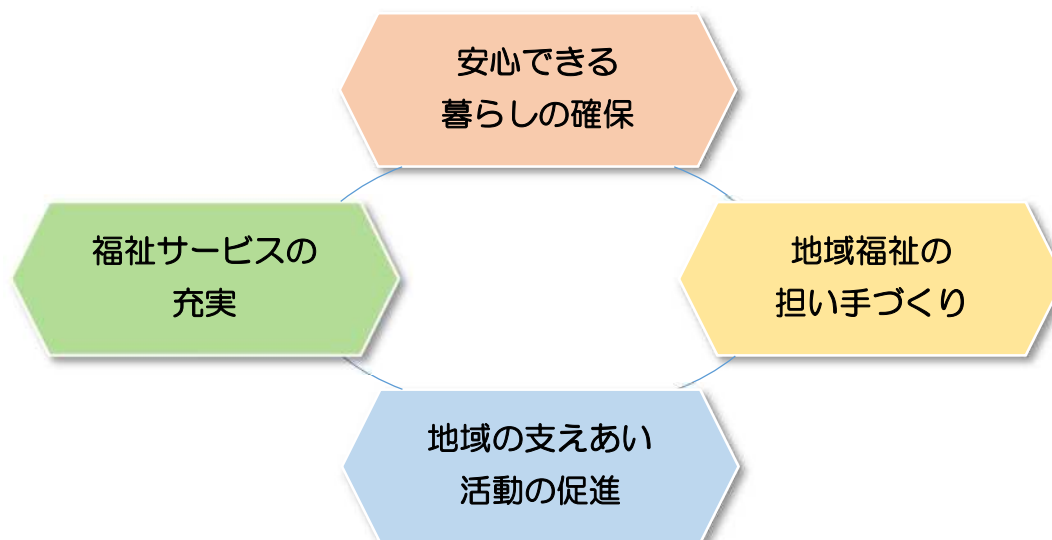 安心できる
暮らしの確保
福祉サービスの
充実
地域福祉の
担い手づくり
地域の支えあい
活動の促進